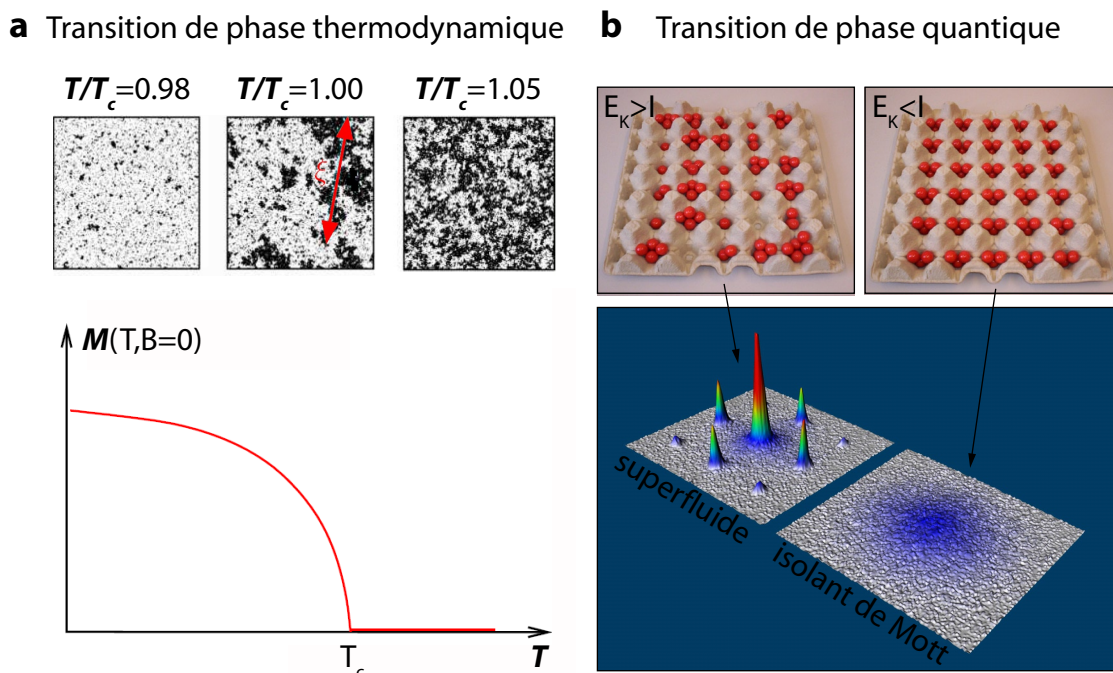 a Transition de phase thermodynamique
T/Tc=0.98
T/Tc=1.00
T/Tc=1.05
ξ
M(T,B=0)
Tc
T
b Transition de phase quantique
EK>I
EK<I
superfluide
isolant de Mott